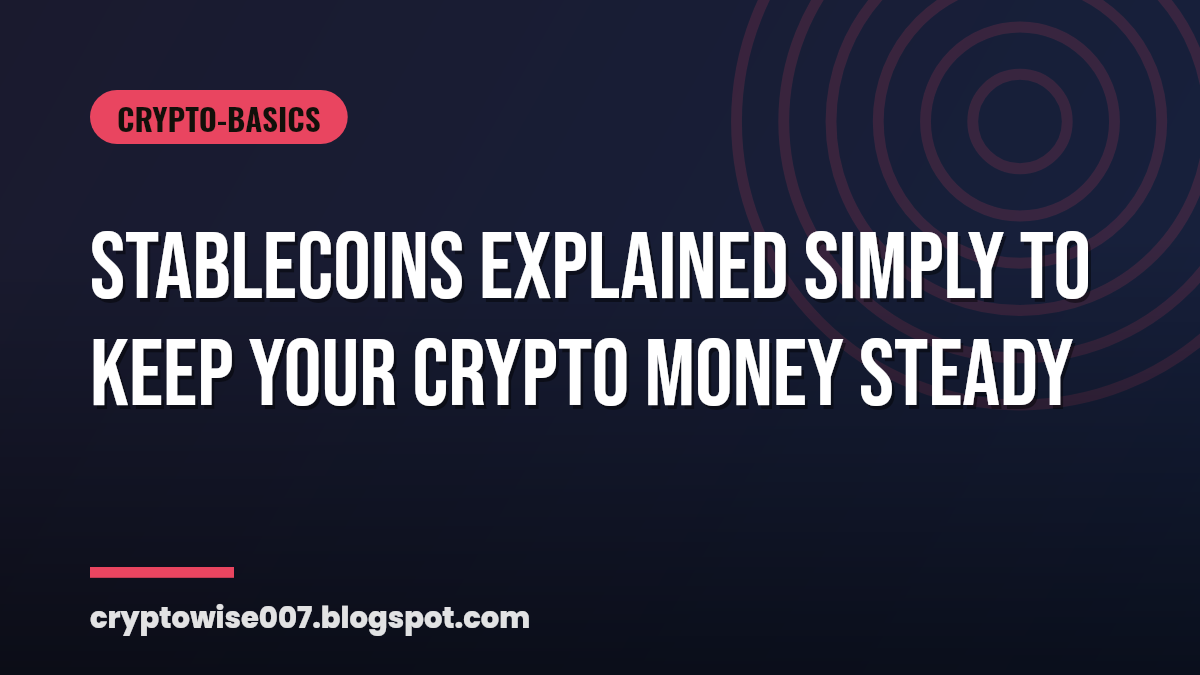 CRYPTO-BASICS
STABLECOINS EXPLAINED SIMPLY TO
KEEP YOUR CRYPTO MONEY STEADY
cryptowise007.blogspot.com